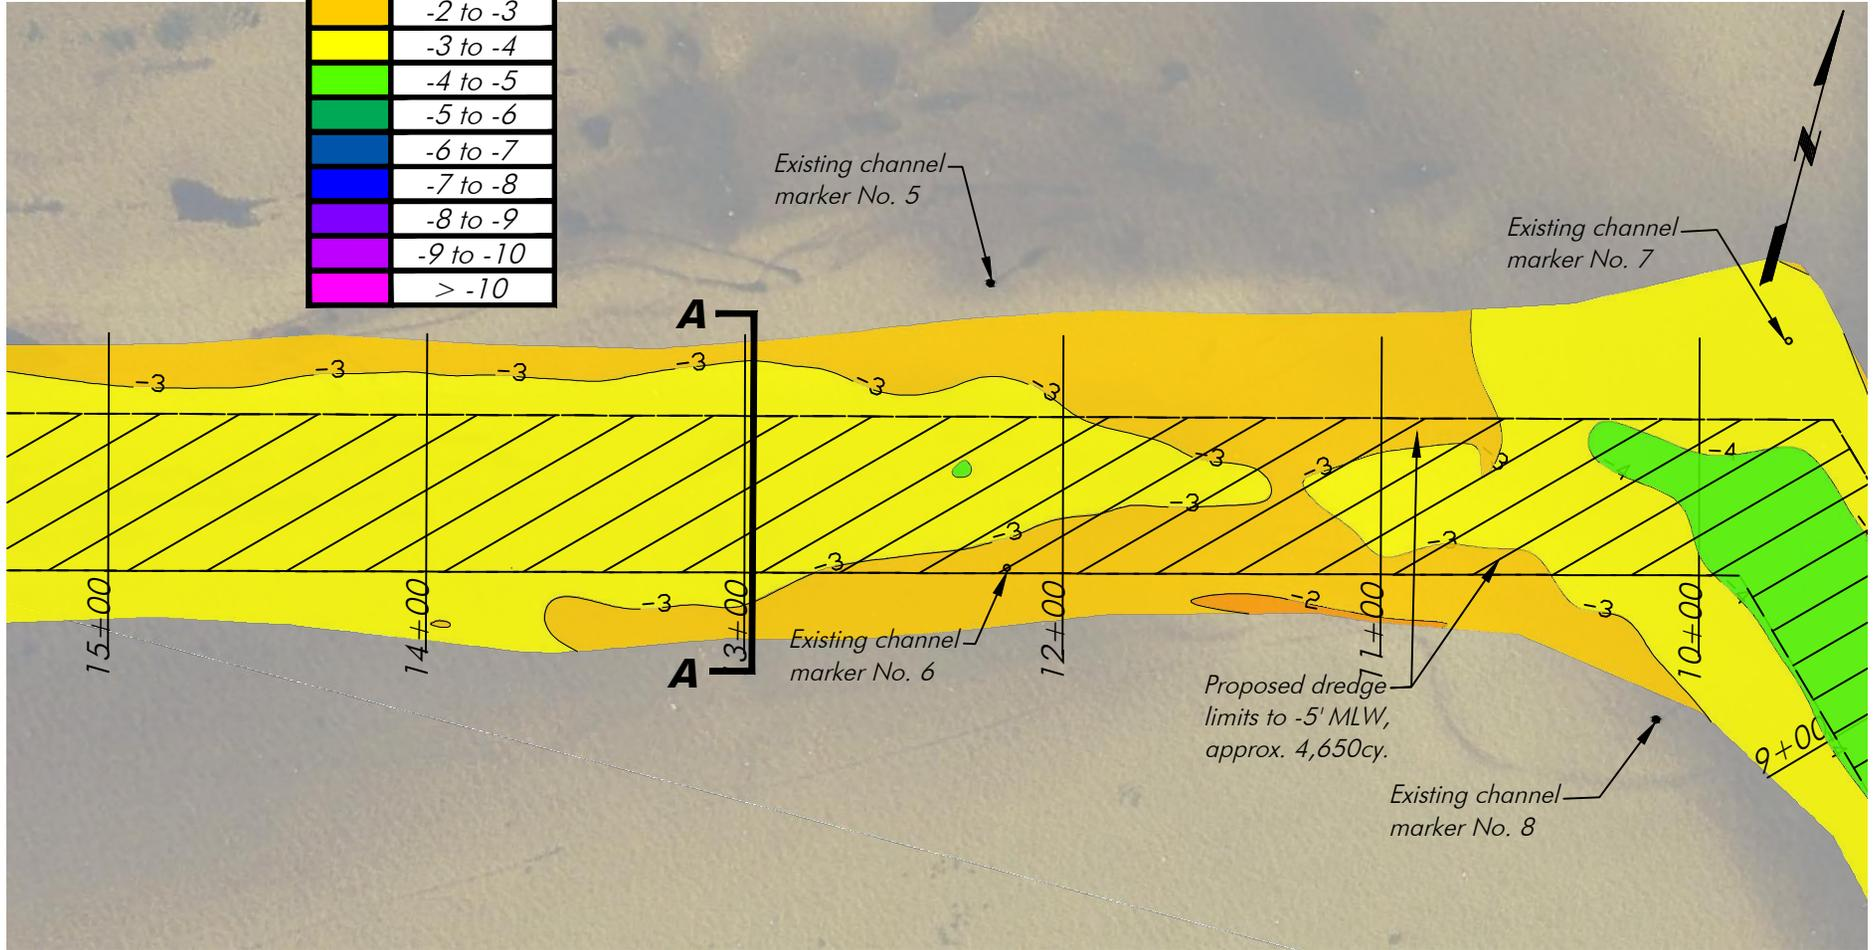 -2 to -3
-3 to -4
-4 to -5
-5 to -6
-6 to -7
-7 to -8
-8 to -9
-9 to -10
> -10
Existing channel
marker No. 5
Existing channel
marker No. 7
A
-3
-3
-3
-3
-3
-3
-3
-3
-3
-3
-4
-4
-3
-3
-3
-3
-3
-2
15+00
14+00
13+00
12+00
11+00
10+00
9+00
A
Existing channel
marker No. 6
Proposed dredge
limits to -5' MLW,
approx. 4,650cy.
Existing channel
marker No. 8